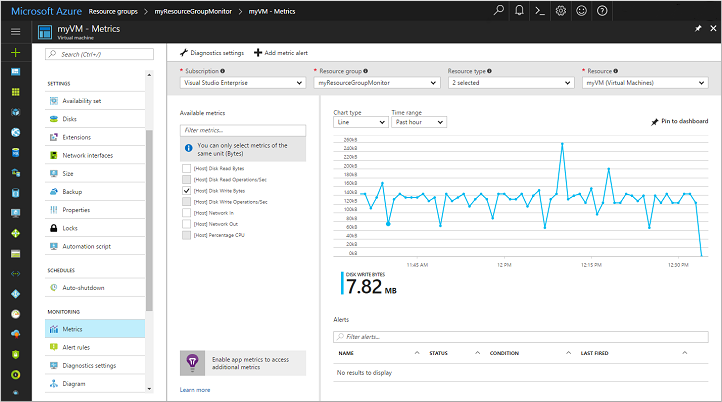 Microsoft Azure Resource groups > myResourceGroupMonitor > myVM - Metrics
myVM - Metrics
Virtual machine
Search (Ctrl+/)
SETTINGS
Availability set
Disks
Extensions
Network interfaces
Size
Backup
Properties
Locks
Automation script
SCHEDULES
Auto-shutdown
MONITORING
Metrics
Alert rules
Diagnostics settings
Diagram
Diagnostics settings
Add metric alert
* Subscription
Visual Studio Enterprise
* Resource group
myResourceGroupMonitor
Resource type
2 selected
* Resource
myVM (Virtual Machines)
Available metrics
Filter metrics...
You can only select metrics of the
same unit (Bytes)
[Host] Disk Read Bytes
[Host] Disk Read Operations/Sec
[Host] Disk Write Bytes
[Host] Disk Write Operations/Sec
[Host] Network In
[Host] Network Out
[Host] Percentage CPU
Enable app metrics to access
additional metrics
Learn more
Chart type
Line
Time range
Past hour
Pin to dashboard
260kB
240kB
220kB
200kB
180kB
160kB
140kB
120kB
100kB
80kB
60kB
40kB
20kB
0kB
11:45 AM
12 PM
12:15 PM
12:30 PM
DISK WRITE BYTES
7.82 MB
Alerts
Filter alerts...
NAME
STATUS
CONDITION
LAST FIRED
No results to display